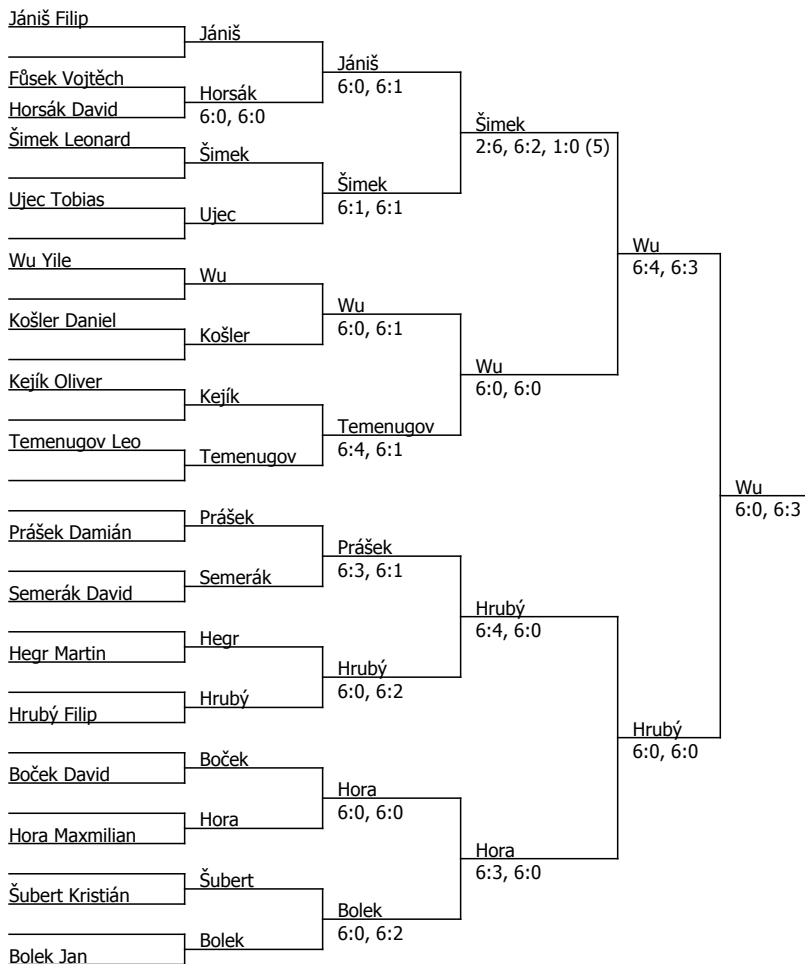 Jániš Filip
Fůsek Vojtěch
Horsák David
Šimek Leonard
Ujec Tobias
Wu Yile
Košler Daniel
Kejík Oliver
Temenugov Leo
Prášek Damián
Semerák David
Hegr Martin
Hrubý Filip
Boček David
Hora Maxmilian
Šubert Kristián
Bolek Jan
Jániš
Horsák
6:0, 6:0
Šimek
Ujec
Wu
Košler
Kejík
Temenugov
Prášek
Semerák
Hegr
Hrubý
Boček
Hora
Šubert
Bolek
Jániš
6:0, 6:1
Šimek
6:1, 6:1
Wu
6:0, 6:1
Temenugov
6:4, 6:1
Prášek
6:3, 6:1
Hrubý
6:0, 6:2
Hora
6:0, 6:0
Bolek
6:0, 6:2
Šimek
2:6, 6:2, 1:0 (5)
Wu
6:0, 6:0
Hrubý
6:4, 6:0
Hora
6:3, 6:0
Wu
6:4, 6:3
Hrubý
6:0, 6:0
Wu
6:0, 6:3